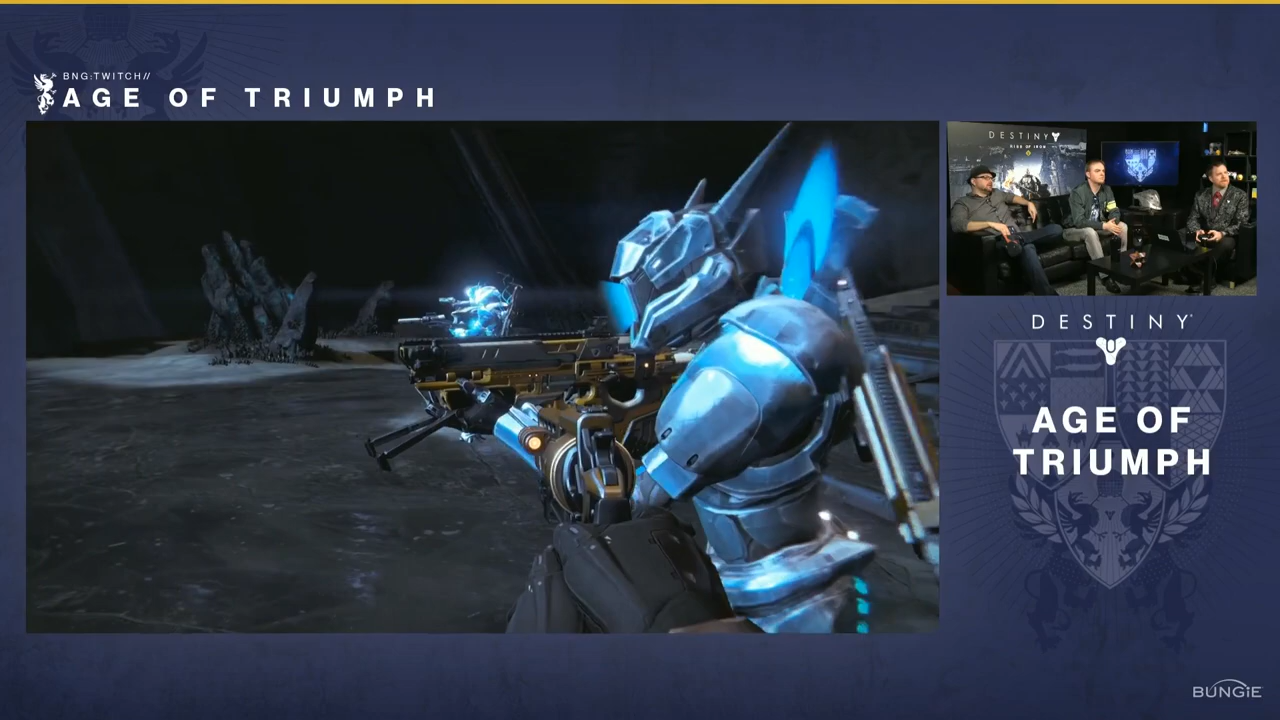 BNG:TWITCH//
AGE OF TRIUMPH
DESTINY
RISE OF IRON
DESTINY
AGE OF
TRIUMPH
BUNGiE